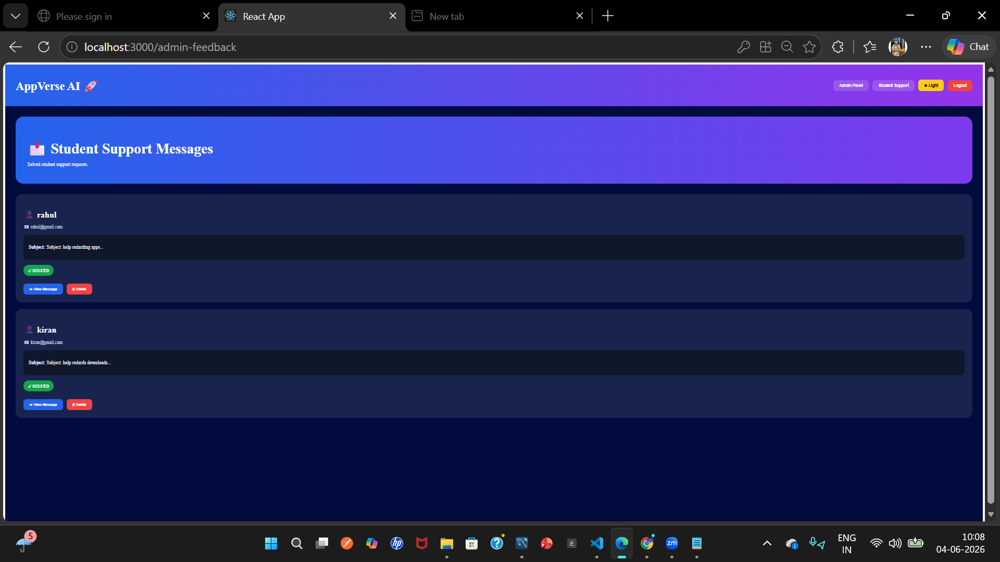 Please sign in
React App
New tab
localhost:3000/admin-feedback
Chat
AppVerse AI 🚀
Admin Panel
Student Support
☀ Light
Logout
📩 Student Support Messages
Solved student support requests.
👤 rahul
📧 rahul@gmail.com
Subject: Subject: help redarding apps...
✓ SOLVED
👁 View Message
🗑 Delete
👤 kiran
📧 kiran@gmail.com
Subject: Subject: help redards downloads...
✓ SOLVED
👁 View Message
🗑 Delete
5
hp
P
E
zm
ENG
IN
10:08
04-06-2026